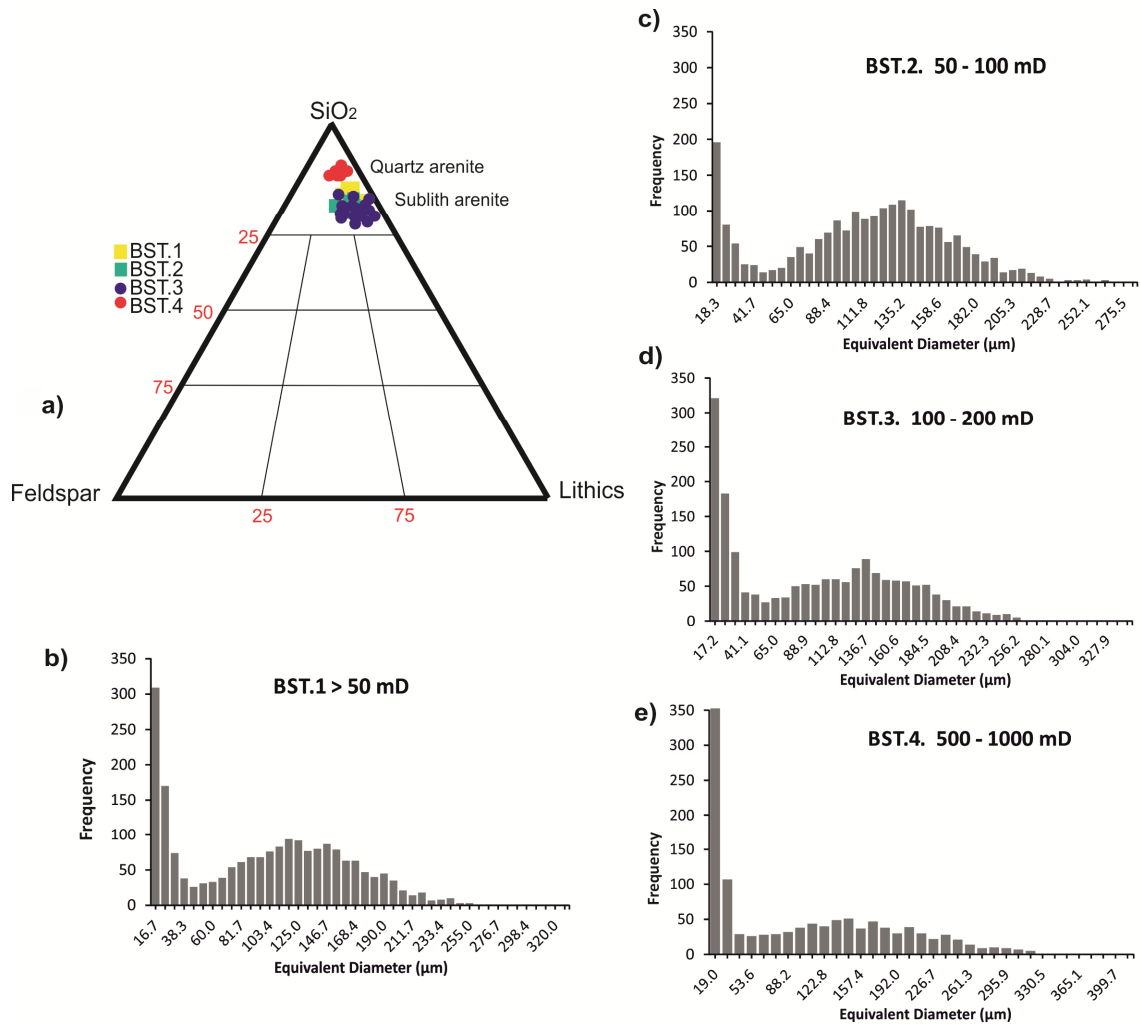 a)
SiO2
Quartz arenite
Sublith arenite
BST.1
BST.2
BST.3
BST.4
25
50
75
Feldspar
Lithics
25
75
b)
BST.1 > 50 mD
Frequency
350
300
250
200
150
100
50
0
16.7 38.3 60.0 81.7 103.4 125.0 146.7 168.4 190.0 211.7 233.4 255.0 276.7 298.4 320.0
Equivalent Diameter (µm)
c)
BST.2. 50 - 100 mD
Frequency
350
300
250
200
150
100
50
0
18.3 41.7 65.0 88.4 111.8 135.2 158.6 182.0 205.3 228.7 252.1 275.5
Equivalent Diameter (µm)
d)
BST.3. 100 - 200 mD
Frequency
350
300
250
200
150
100
50
0
17.2 41.1 65.0 88.9 112.8 136.7 160.6 184.5 208.4 232.3 256.2 280.1 304.0 327.9
Equivalent Diameter (µm)
e)
BST.4. 500 - 1000 mD
Frequency
350
300
250
200
150
100
50
0
19.0 53.6 88.2 122.8 157.4 192.0 226.7 261.3 295.9 330.5 365.1 399.7
Equivalent Diameter (µm)